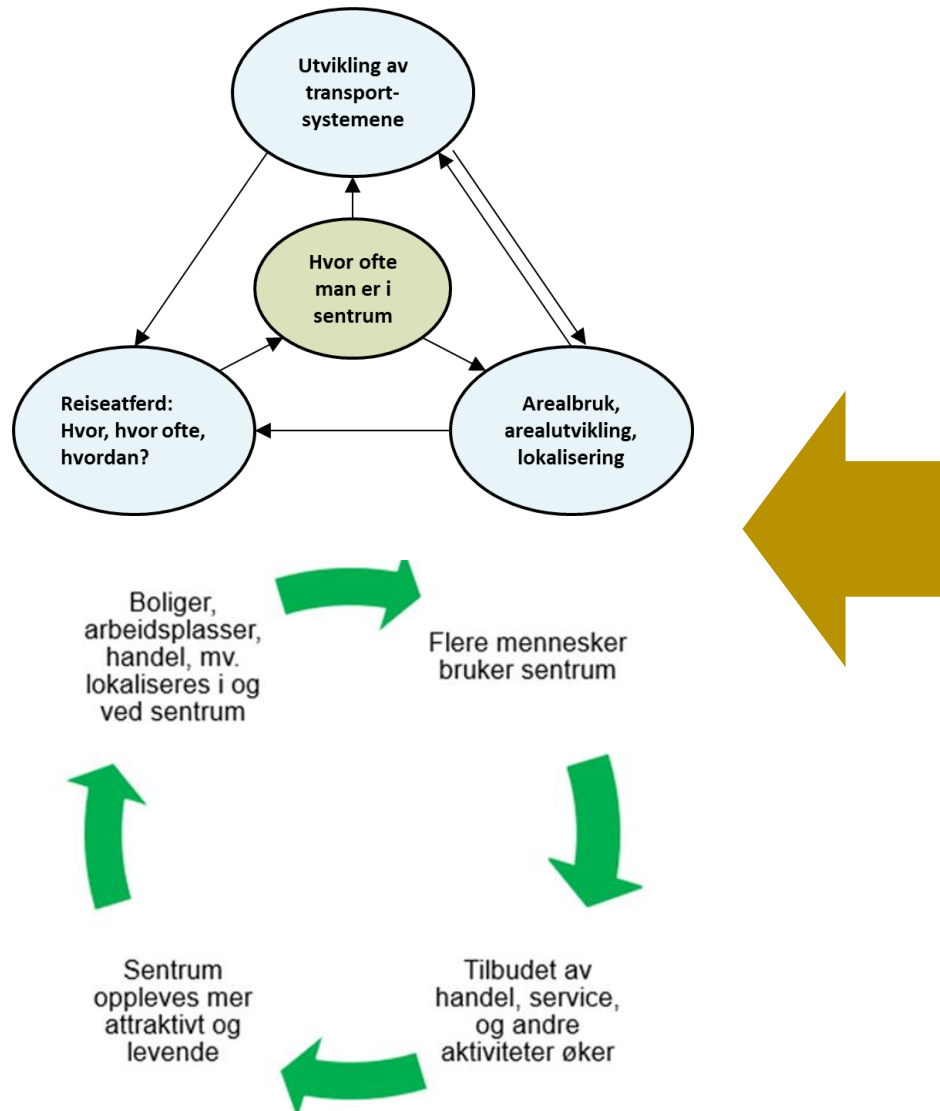 Utvikling av
transport-
systemene
Hvor ofte
man er i
sentrum
Reiseatferd:
Hvor, hvor ofte,
hvordan?
Arealbruk,
arealutvikling,
lokalisering
Boliger,
arbeidsplasser,
handel, mv.
lokaliseres i og
ved sentrum
Flere mennesker
bruker sentrum
Sentrum
oppleves mer
attraktivt og
levende
Tilbudet av
handel, service,
og andre
aktiviteter øker